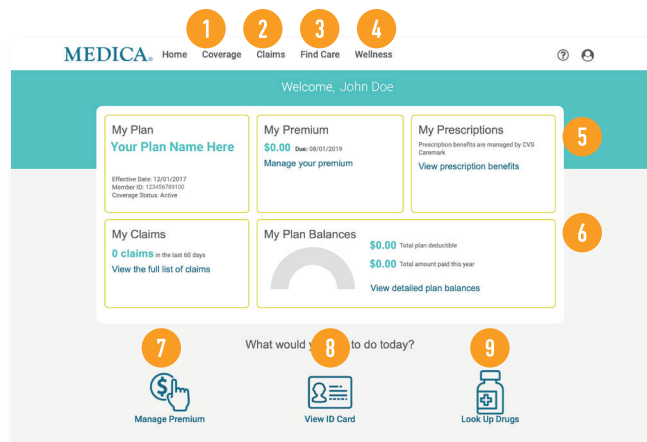 1 2 3 4
MEDICA® Home Coverage Claims Find Care Wellness ?
Welcome, John Doe
My Plan
Your Plan Name Here
Effective Date: 12/01/2017
Member ID: 123456789100
Coverage Status: Active
My Premium
$0.00 Due: 08/01/2019
Manage your premium
My Prescriptions
Prescription benefits are managed by CVS
Caremark
View prescription benefits
5
My Claims
0 claims in the last 60 days
View the full list of claims
My Plan Balances
$0.00 Total plan deductible
$0.00 Total amount paid this year
View detailed plan balances
6
What would y to do today?
7 8 9
$
Manage Premium View ID Card Look Up Drugs